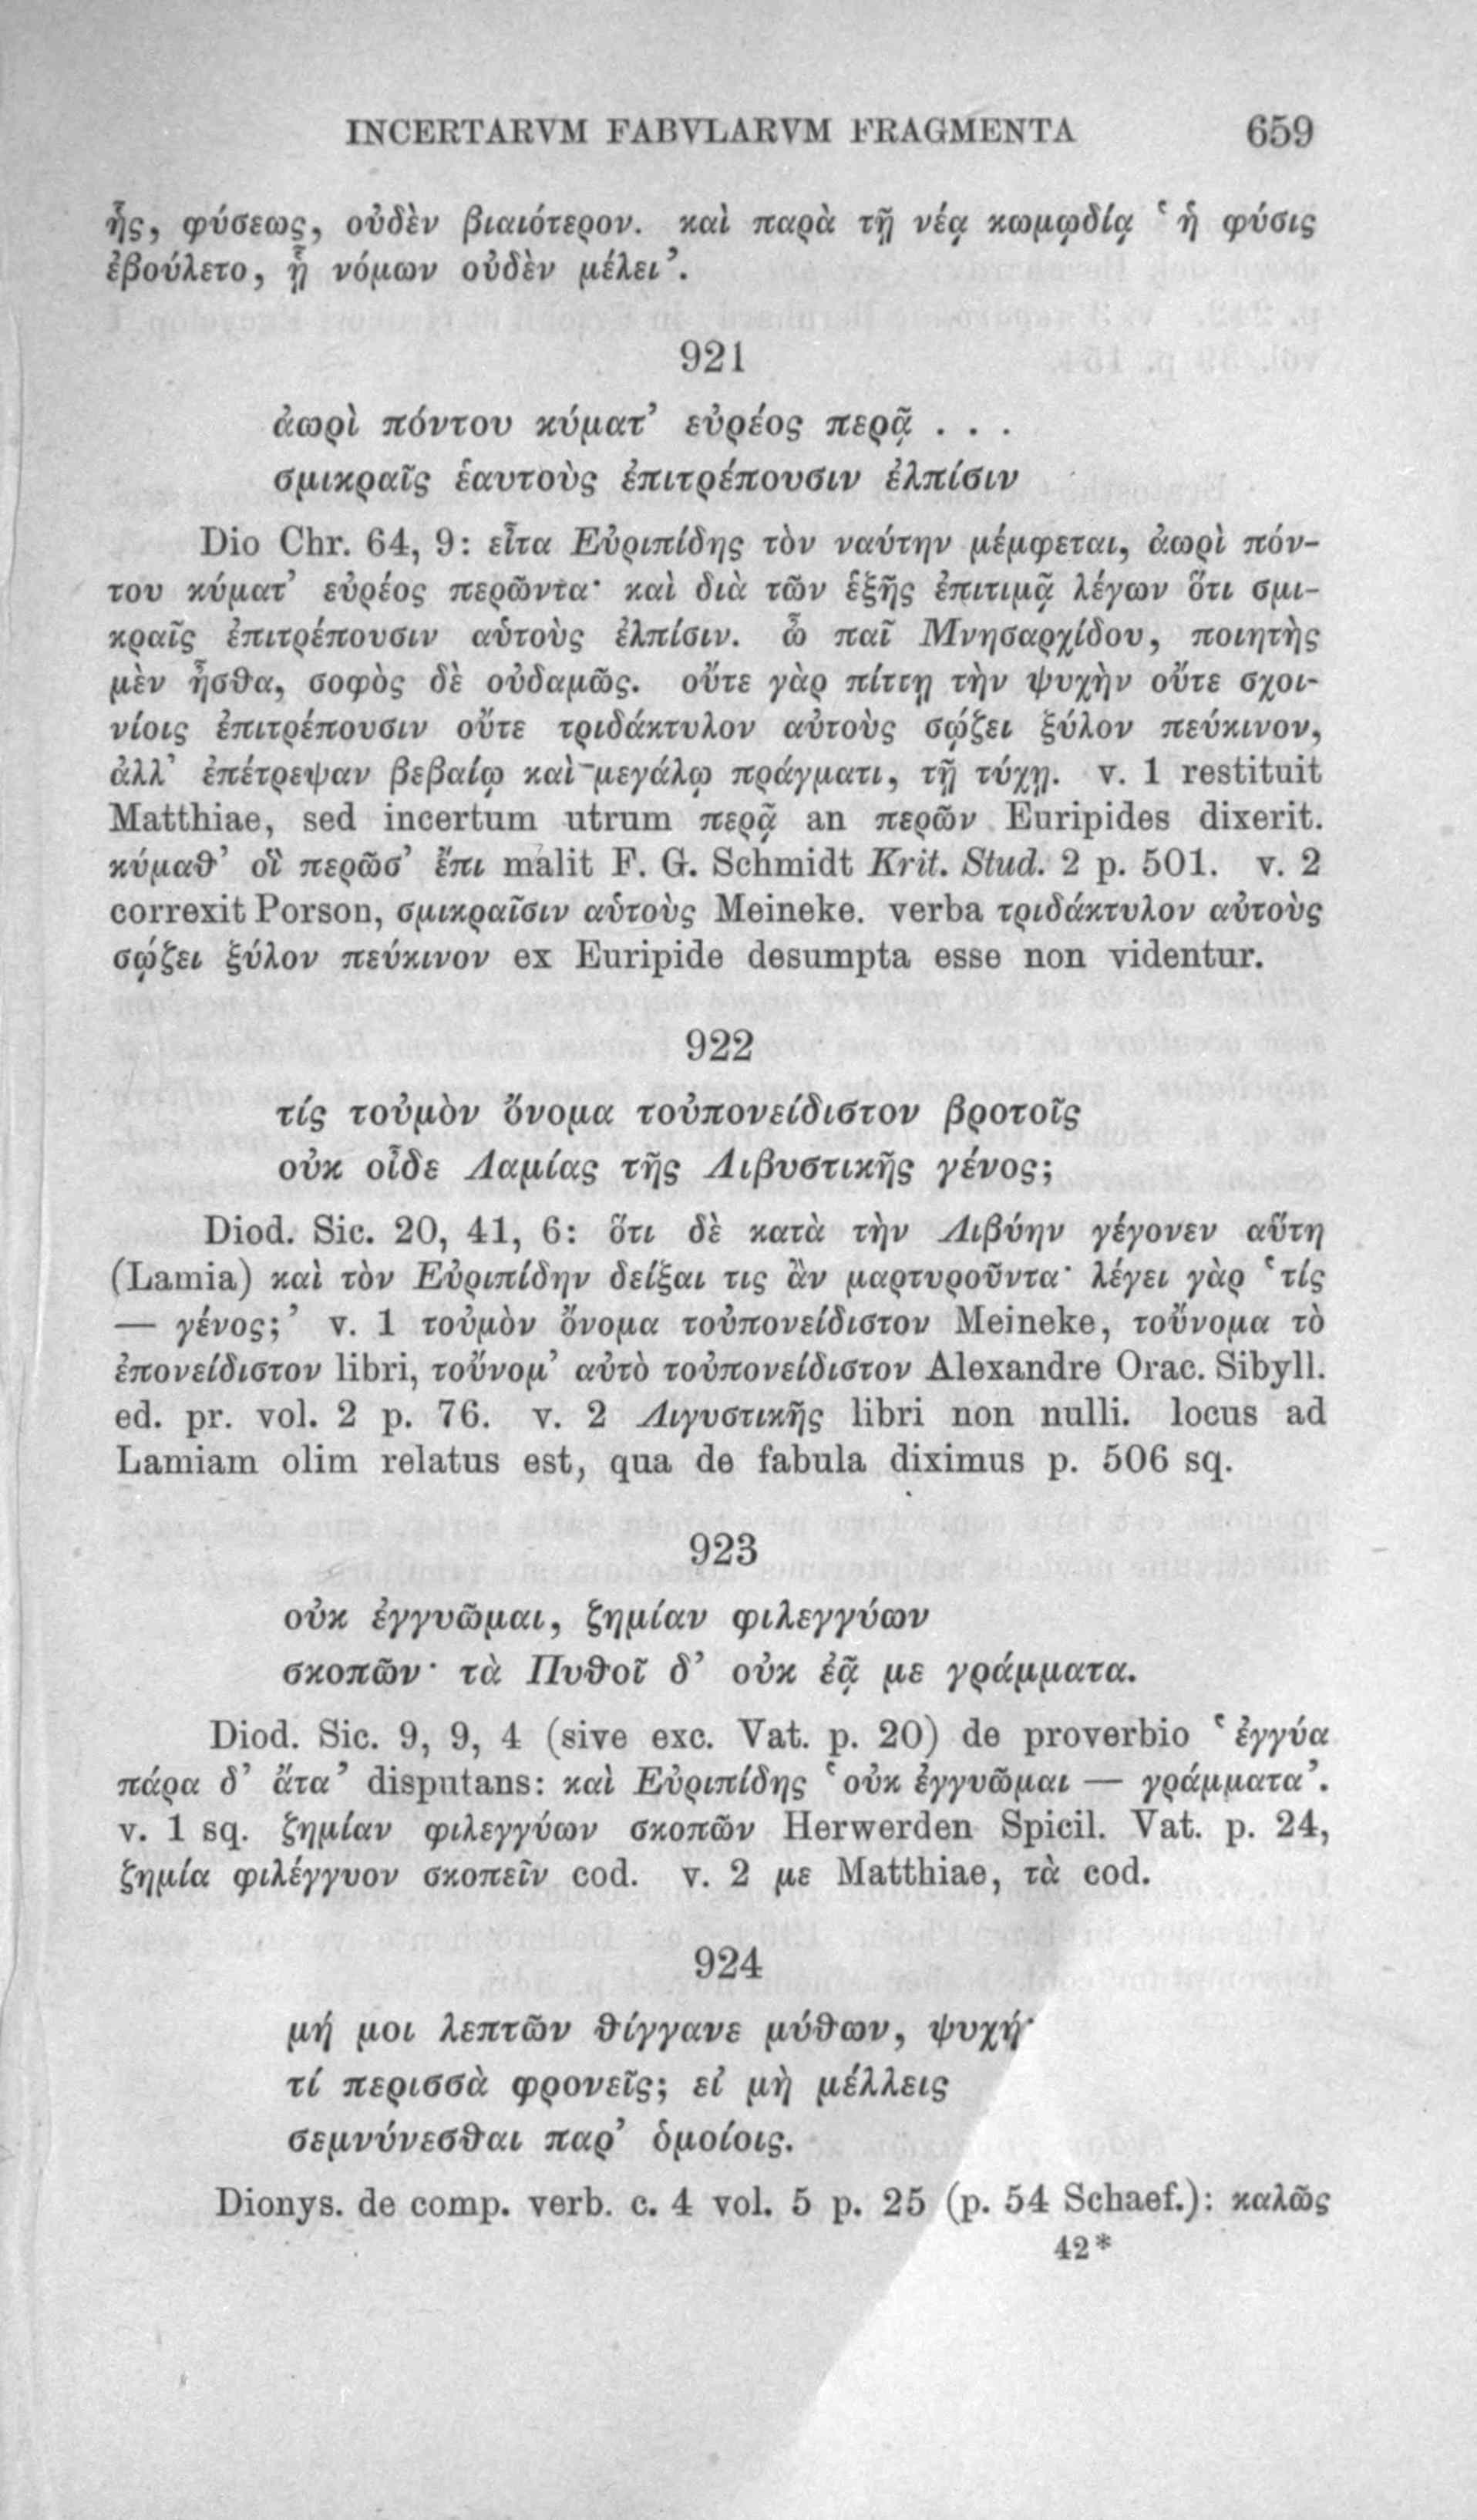 INCERTARVM FABVLARVM FRAGMENTA 659
ἧς, φύσεως, οὐδὲν βιαιότερον. καὶ παρὰ τῇ νέᾳ κωμῳδίᾳ ‘ἡ φύσις
ἐβούλετο, ᾗ νόμων οὐδὲν μέλει’.
921
ἀωρὶ πόντου κύματ’ εὐρέος περᾷ . . .
σμικραῖς ἑαυτοὺς ἐπιτρέπουσιν ἐλπίσιν
Dio Chr. 64, 9: εἶτα Εὐριπίδης τὸν ναύτην μέμφεται, ἀωρὶ πόν-
του κύματ’ εὐρέος περῶντα· καὶ διὰ τῶν ἑξῆς ἐπιτιμᾷ λέγων ὅτι σμι-
κραῖς ἐπιτρέπουσιν αὑτοὺς ἐλπίσιν. ὦ παῖ Μνησαρχίδου, ποιητὴς
μὲν ἦσθα, σοφὸς δὲ οὐδαμῶς. οὔτε γὰρ πίττῃ τὴν ψυχὴν οὔτε σχοι-
νίοις ἐπιτρέπουσιν οὔτε τριδάκτυλον αὐτοὺς σῴζει ξύλον πεύκινον,
ἀλλ’ ἐπέτρεψαν βεβαίῳ καὶ μεγάλῳ πράγματι, τῇ τύχῃ. v. 1 restituit
Matthiae, sed incertum utrum περᾷ an περῶν Euripides dixerit.
κύμαθ’ οἳ περῶσ’ ἔπι malit F. G. Schmidt Krit. Stud. 2 p. 501. v. 2
correxit Porson, σμικραῖσιν αὑτοὺς Meineke. verba τριδάκτυλον αὐτοὺς
σῴζει ξύλον πεύκινον ex Euripide desumpta esse non videntur.
922
τίς τοὐμὸν ὄνομα τοὐπονείδιστον βροτοῖς
οὐκ οἶδε Λαμίας τῆς Λιβυστικῆς γένος;
Diod. Sic. 20, 41, 6: ὅτι δὲ κατὰ τὴν Λιβύην γέγονεν αὕτη
(Lamia) καὶ τὸν Εὐριπίδην δείξαι τις ἂν μαρτυροῦντα· λέγει γὰρ ‘τίς
— γένος;’ v. 1 τοὐμὸν ὄνομα τοὐπονείδιστον Meineke, τοὔνομα τὸ
ἐπονείδιστον libri, τοὔνομ’ αὐτὸ τοὐπονείδιστον Alexandre Orac. Sibyll.
ed. pr. vol. 2 p. 76. v. 2 Λιγυστικῆς libri non nulli. locus ad
Lamiam olim relatus est, qua de fabula diximus p. 506 sq.
923
οὐκ ἐγγυῶμαι, ζημίαν φιλεγγύων
σκοπῶν· τὰ Πυθοῖ δ’ οὐκ ἐᾷ με γράμματα.
Diod. Sic. 9, 9, 4 (sive exc. Vat. p. 20) de proverbio ‘ἐγγύα
πάρα δ’ ἄτα’ disputans: καὶ Εὐριπίδης ‘οὐκ ἐγγυῶμαι — γράμματα’.
v. 1 sq. ζημίαν φιλεγγύων σκοπῶν Herwerden Spicil. Vat. p. 24,
ζημία φιλέγγυον σκοπεῖν cod. v. 2 με Matthiae, τὰ cod.
924
μή μοι λεπτῶν θίγγανε μύθων, ψυχή·
τί περισσὰ φρονεῖς; εἰ μὴ μέλλεις
σεμνύνεσθαι παρ’ ὁμοίοις.
Dionys. de comp. verb. c. 4 vol. 5 p. 25 (p. 54 Schaef.): καλῶς
42*